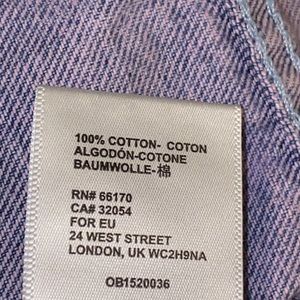 100% COTTON- COTON
ALGODÓN-COTONE
BAUMWOLLE-棉
RN# 66170
CA# 32054
FOR EU
24 WEST STREET
LONDON, UK WC2H9NA
OB1520036